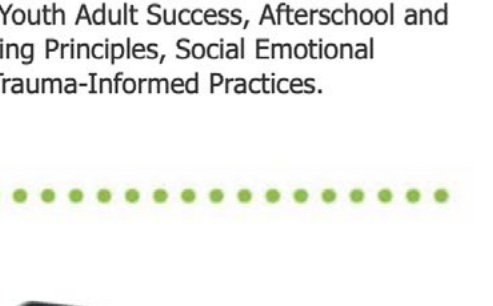 Youth Adult Success, Afterschool and
ing Principles, Social Emotional
Trauma-Informed Practices.